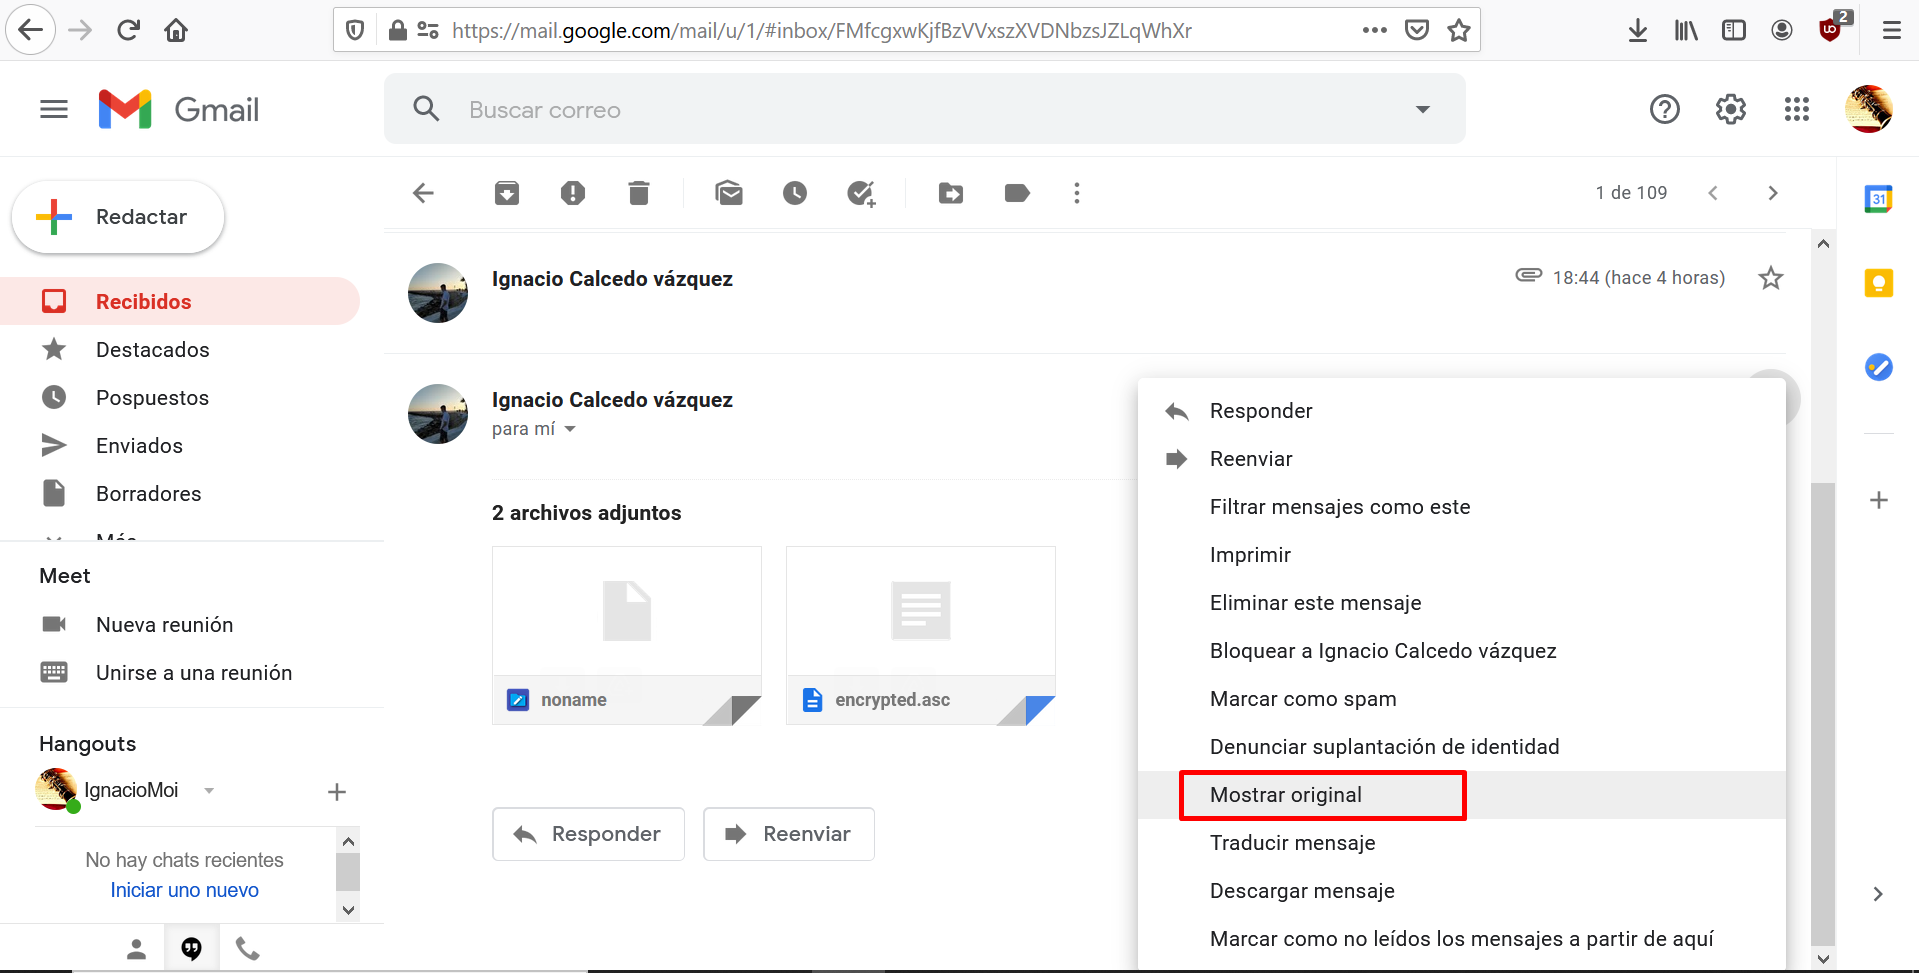 https://mail.google.com/mail/u/1/#inbox/FMfcgxwKjfBzVVxszXVDNbzsJZLqWhXr
2
Gmail
Buscar correo
Redactar
1 de 109
31
Recibidos
Destacados
Pospuestos
Enviados
Borradores
Más
Meet
Nueva reunión
Unirse a una reunión
Hangouts
IgnacioMoi
No hay chats recientes
Iniciar uno nuevo
Ignacio Calcedo vázquez
18:44 (hace 4 horas)
Ignacio Calcedo vázquez
para mí
2 archivos adjuntos
noname
encrypted.asc
Responder
Reenviar
Responder
Reenviar
Filtrar mensajes como este
Imprimir
Eliminar este mensaje
Bloquear a Ignacio Calcedo vázquez
Marcar como spam
Denunciar suplantación de identidad
Mostrar original
Traducir mensaje
Descargar mensaje
Marcar como no leídos los mensajes a partir de aquí